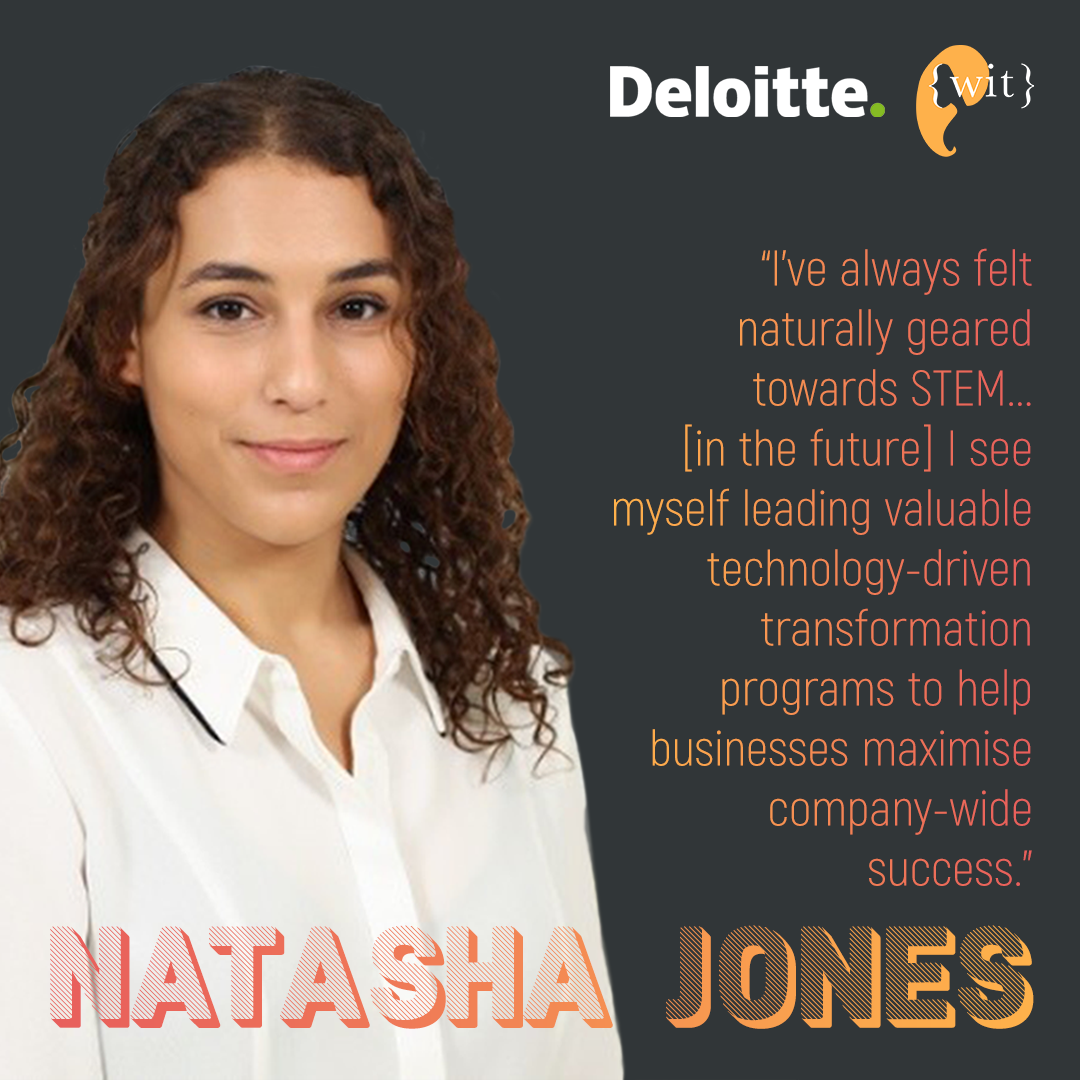 Deloitte. {wit}
“I’ve always felt
naturally geared
towards STEM...
[in the future] I see
myself leading valuable
technology-driven
transformation
programs to help
businesses maximise
company-wide
success.”
NATASHA JONES